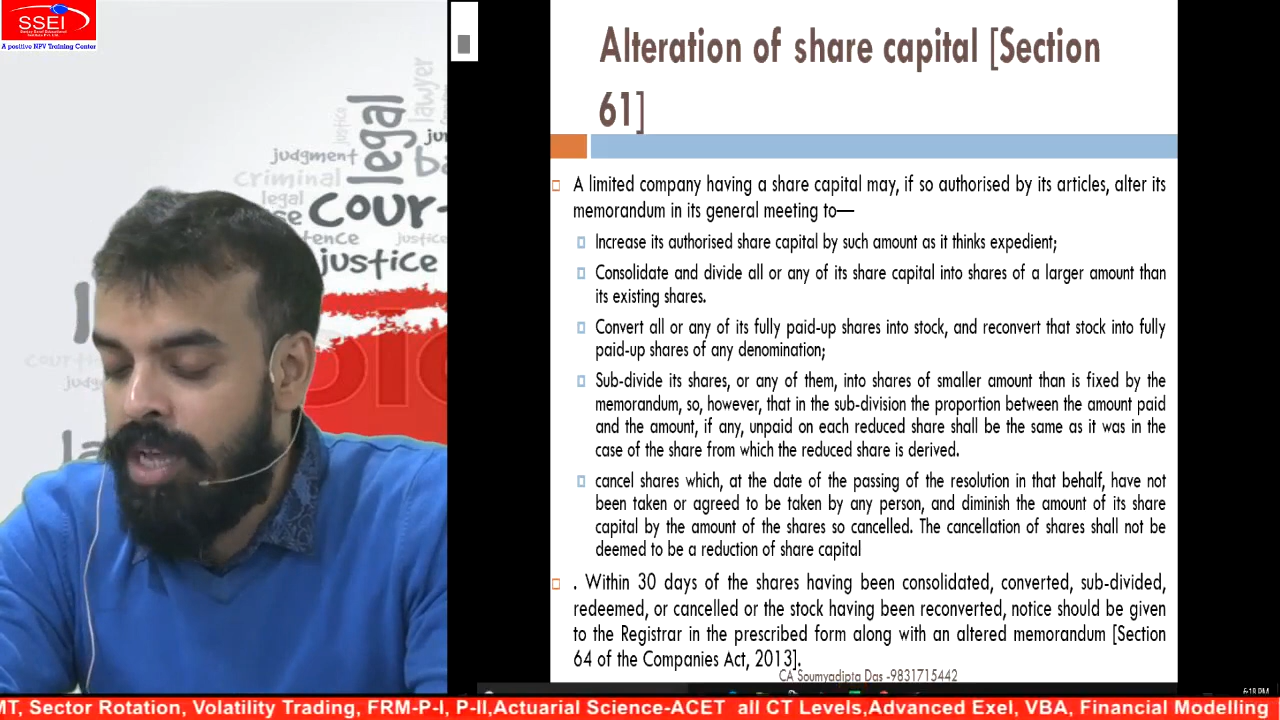 SSEI
A positive NPV Training Center
legal
justice
lawyer
judgment
criminal
legal
justice
justice
Alteration of share capital [Section
61]
A limited company having a share capital may, if so authorised by its articles, alter its
memorandum in its general meeting to—
Increase its authorised share capital by such amount as it thinks expedient;
Consolidate and divide all or any of its share capital into shares of a larger amount than
its existing shares.
Convert all or any of its fully paid-up shares into stock, and reconvert that stock into fully
paid-up shares of any denomination;
Sub-divide its shares, or any of them, into shares of smaller amount than is fixed by the
memorandum, so, however, that in the sub-division the proportion between the amount paid
and the amount, if any, unpaid on each reduced share shall be the same as it was in the
case of the share from which the reduced share is derived.
cancel shares which, at the date of the passing of the resolution in that behalf, have not
been taken or agreed to be taken by any person, and diminish the amount of its share
capital by the amount of the shares so cancelled. The cancellation of shares shall not be
deemed to be a reduction of share capital
. Within 30 days of the shares having been consolidated, converted, sub-divided,
redeemed, or cancelled or the stock having been reconverted, notice should be given
to the Registrar in the prescribed form along with an altered memorandum [Section
64 of the Companies Act, 2013].
CA Soumyadipta Das -9831715442
MT, Sector Rotation, Volatility Trading, FRM-P-I, P-II,Actuarial Science-ACET all CT Levels,Advanced Exel, VBA, Financial Modelling